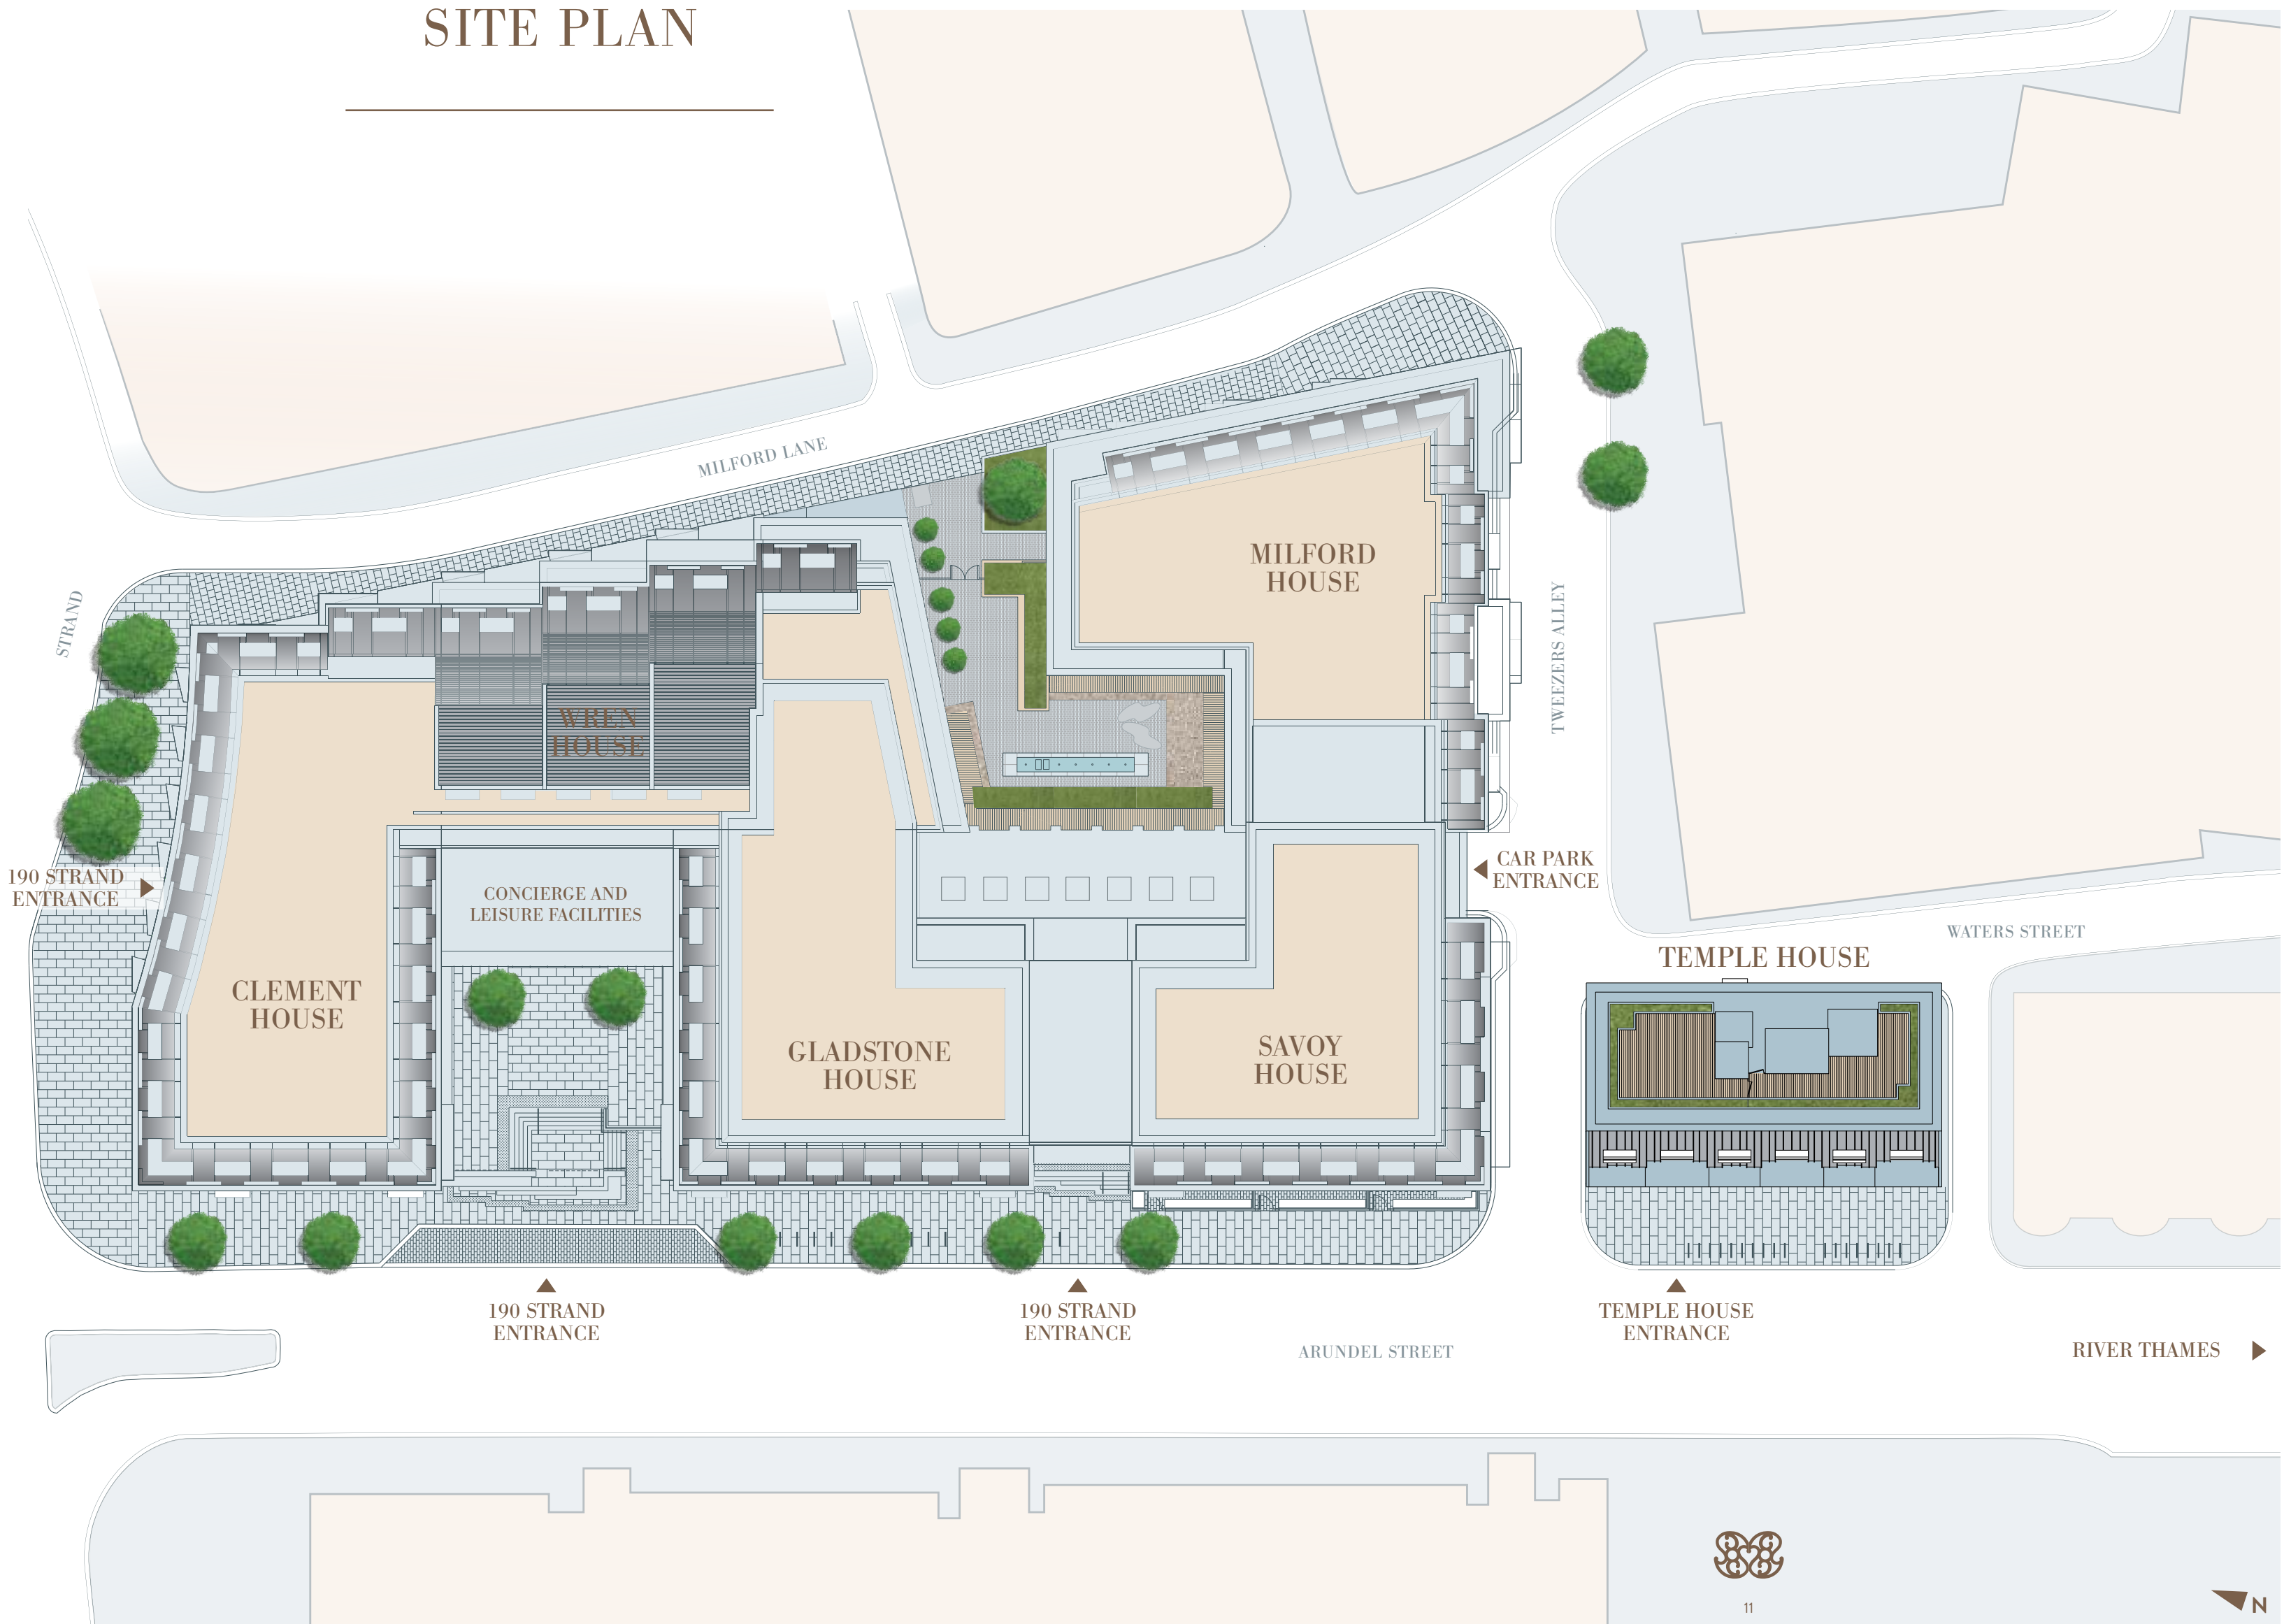 SITE PLAN
MILFORD LANE
STRAND
MILFORD
HOUSE
TWEEZERS ALLEY
WREN
HOUSE
190 STRAND
ENTRANCE
CONCIERGE AND
LEISURE FACILITIES
CAR PARK
ENTRANCE
WATERS STREET
TEMPLE HOUSE
CLEMENT
HOUSE
GLADSTONE
HOUSE
SAVOY
HOUSE
190 STRAND
ENTRANCE
190 STRAND
ENTRANCE
TEMPLE HOUSE
ENTRANCE
ARUNDEL STREET
RIVER THAMES
11
N